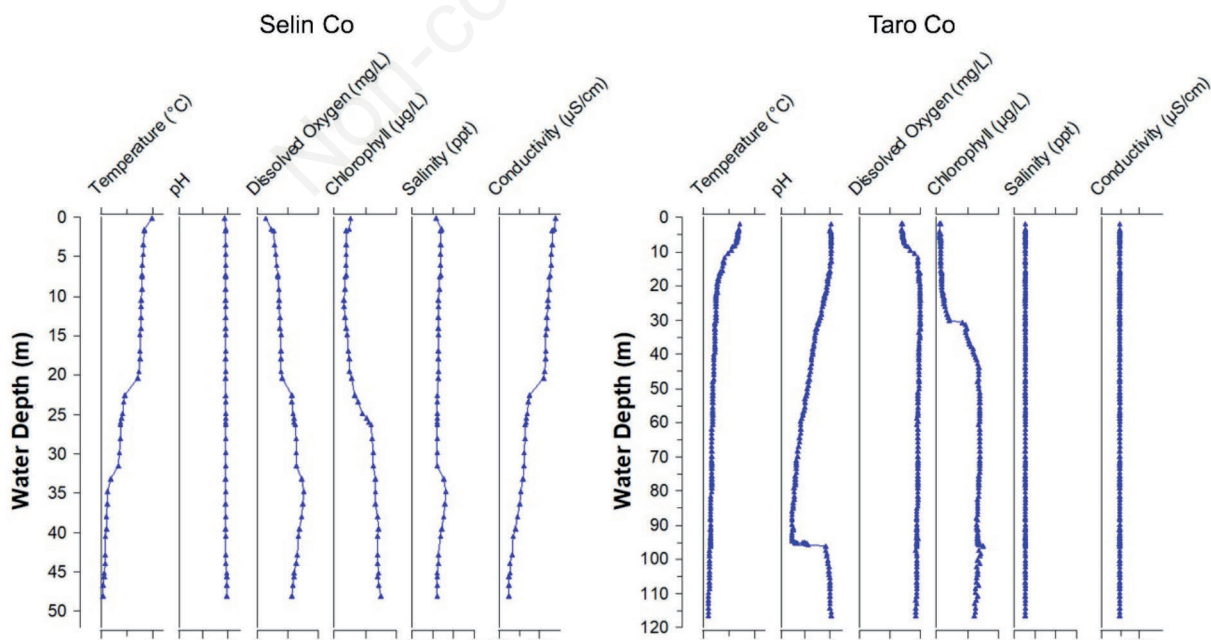 Selin Co
Temperature (°C)
pH
Dissolved Oxygen (mg/L)
Chlorophyll (µg/L)
Salinity (ppt)
Conductivity (µS/cm)
Water Depth (m)
0
5
10
15
20
25
30
35
40
45
50
Taro Co
Temperature (°C)
pH
Dissolved Oxygen (mg/L)
Chlorophyll (µg/L)
Salinity (ppt)
Conductivity (µS/cm)
Water Depth (m)
0
10
20
30
40
50
60
70
80
90
100
110
120
Non-co